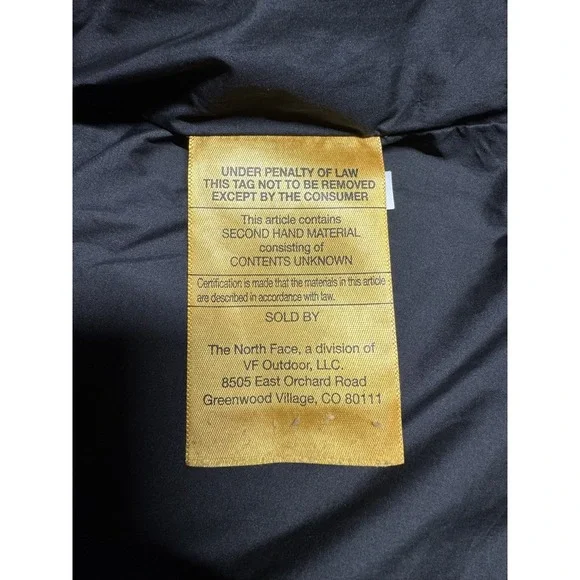 UNDER PENALTY OF LAW
THIS TAG NOT TO BE REMOVED
EXCEPT BY THE CONSUMER
This article contains
SECOND HAND MATERIAL
consisting of
CONTENTS UNKNOWN
Certification is made that the materials in this article
are described in accordance with law.
SOLD BY
The North Face, a division of
VF Outdoor, LLC.
8505 East Orchard Road
Greenwood Village, CO 80111